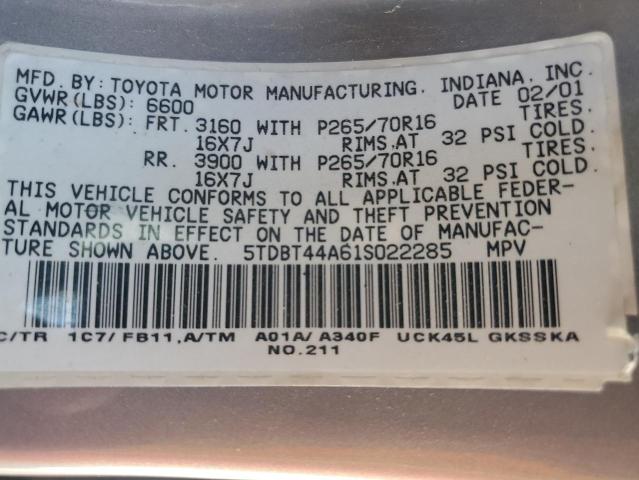 MFD. BY: TOYOTA MOTOR MANUFACTURING, INDIANA, INC.
GVWR(LBS): 6600 DATE 02/01
GAWR(LBS): FRT. 3160 WITH P265/70R16 TIRES.
16X7J RIMS.AT 32 PSI COLD.
RR. 3900 WITH P265/70R16 TIRES.
16X7J RIMS.AT 32 PSI COLD.
THIS VEHICLE CONFORMS TO ALL APPLICABLE FEDER-
AL MOTOR VEHICLE SAFETY AND THEFT PREVENTION
STANDARDS IN EFFECT ON THE DATE OF MANUFAC-
TURE SHOWN ABOVE. 5TDBT44A61S022285 MPV
C/TR 1C7/ FB11,A/TM A01A/ A340F UCK45L GKSSKA
NO.211